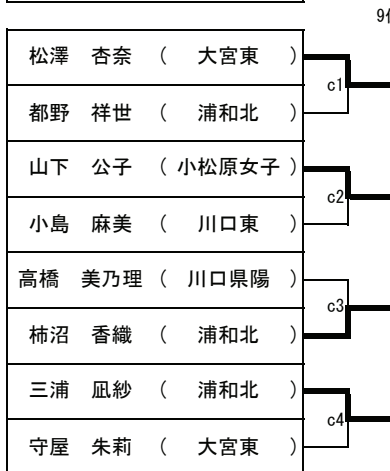 松澤 杏奈 ( 大宮東 )
c1
都野 祥世 ( 浦和北 )
山下 公子 ( 小松原女子 )
c2
小島 麻美 ( 川口東 )
高橋 美乃理 ( 川口県陽 )
c3
柿沼 香織 ( 浦和北 )
三浦 凪紗 ( 浦和北 )
c4
守屋 朱莉 ( 大宮東 )